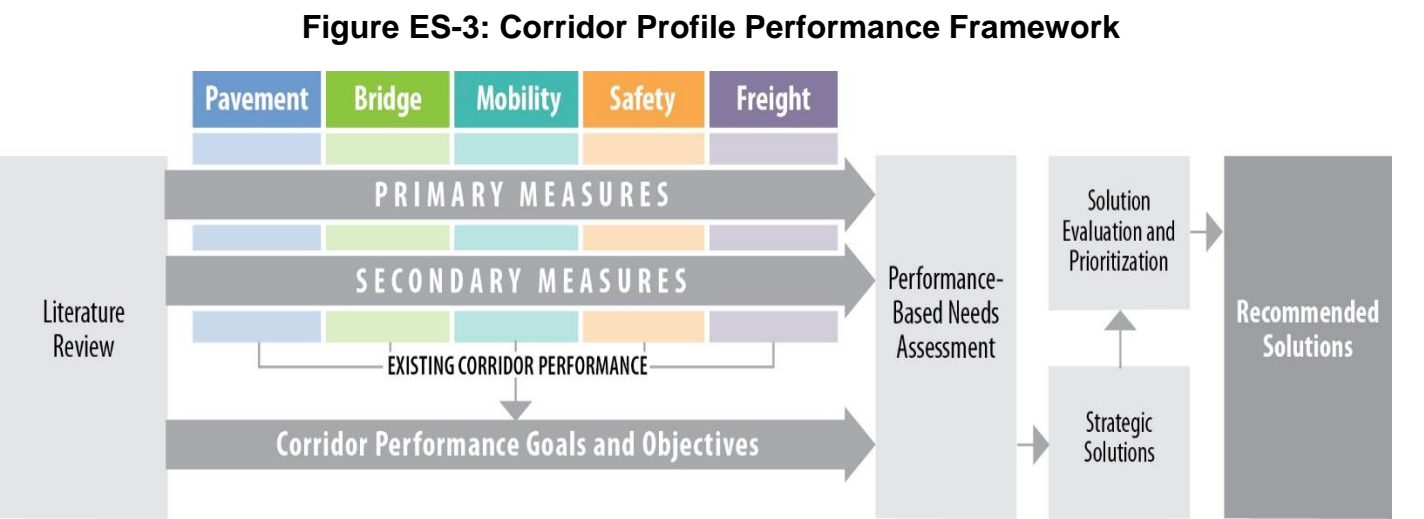 Figure ES-3: Corridor Profile Performance Framework
Pavement
Bridge
Mobility
Safety
Freight
PRIMARY MEASURES
SECONDARY MEASURES
EXISTING CORRIDOR PERFORMANCE
Corridor Performance Goals and Objectives
Literature
Review
Performance-
Based Needs
Assessment
Solution
Evaluation and
Prioritization
Strategic
Solutions
Recommended
Solutions